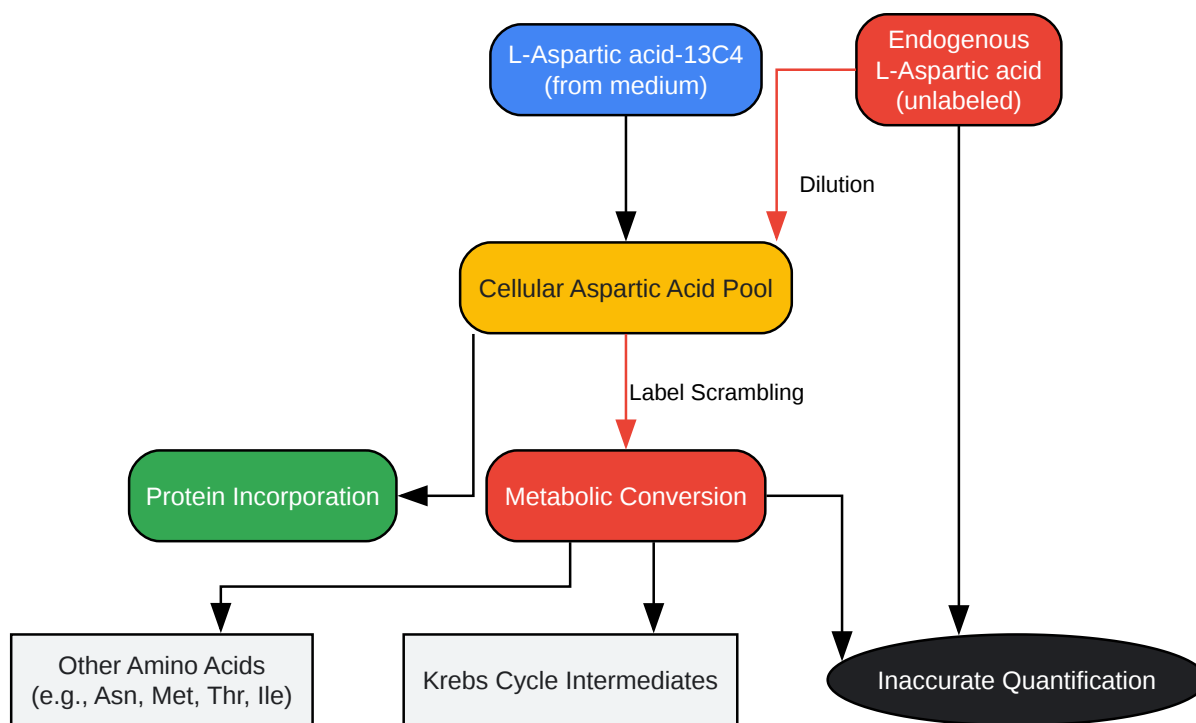 L-Aspartic acid-13C4
(from medium)
Endogenous
L-Aspartic acid
(unlabeled)
Dilution
Cellular Aspartic Acid Pool
Label Scrambling
Protein Incorporation
Metabolic Conversion
Other Amino Acids
(e.g., Asn, Met, Thr, Ile)
Krebs Cycle Intermediates
Inaccurate Quantification